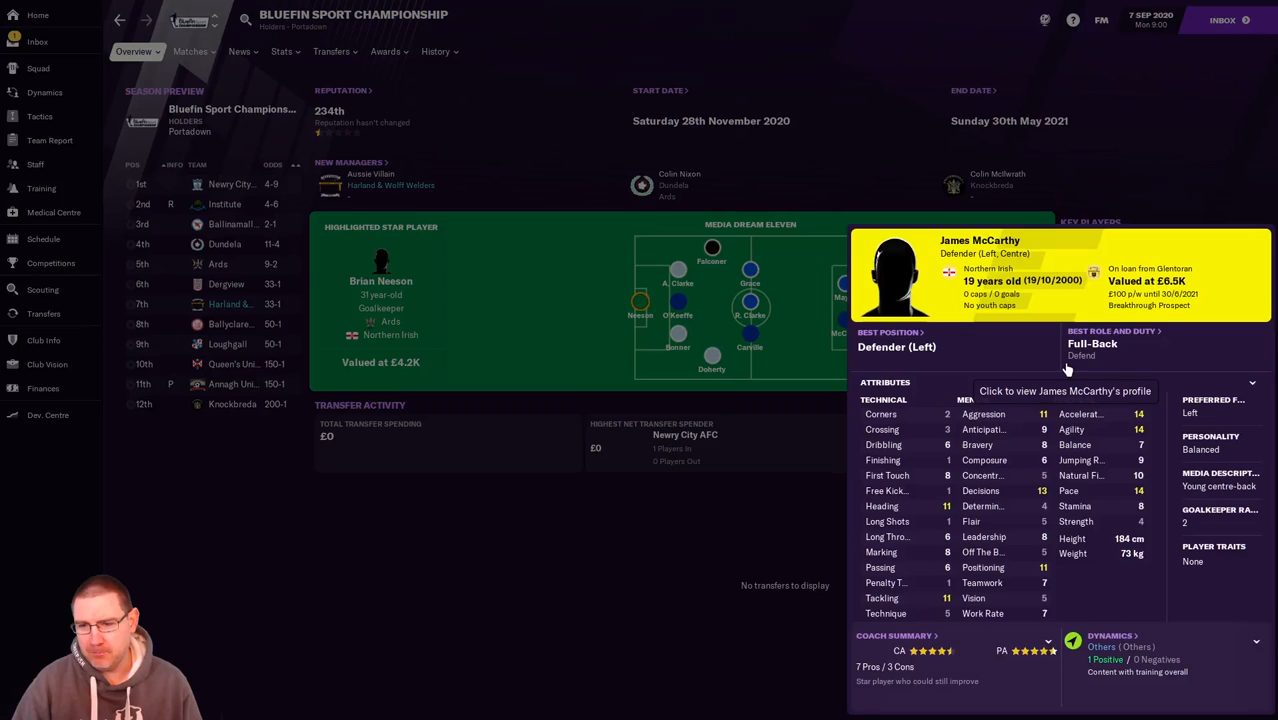 Home
Inbox
1
Squad
Dynamics
Tactics
Team Report
Staff
Training
Medical Centre
Schedule
Competitions
Scouting
Transfers
Club Info
Club Vision
Finances
Dev. Centre
BLUEFIN SPORT CHAMPIONSHIP
Holders - Portadown
FM
7 SEP 2020
Mon 9:00
INBOX
Overview
Matches
News
Stats
Transfers
Awards
History
SEASON PREVIEW
Bluefin Sport Champions...
HOLDERS
Portadown
POS INFO TEAM ODDS
1st Newry City... 4-9
2nd R Institute 4-6
3rd Ballinamall... 2-1
4th Dundela 11-4
5th Ards 9-2
6th Dergview 33-1
7th Harland &... 33-1
8th Ballyclare... 50-1
9th Loughgall 50-1
10th Queen's Uni... 50-1
11th P Annagh Un... 150-1
12th Knockbreda 200-1
REPUTATION
234th
Reputation hasn't changed
START DATE
Saturday 28th November 2020
END DATE
Sunday 30th May 2021
NEW MANAGERS
Aussie Villain
Harland & Wolff Welders
-
Colin Nixon
Dundela
Ards
Colin McIlwrath
Knockbreda
-
HIGHLIGHTED STAR PLAYER
Brian Neeson
31 year-old
Goalkeeper
Ards
Northern Irish
Valued at £4.2K
MEDIA DREAM ELEVEN
Falconer
A. Clarke
Grace
Neeson
O'Keeffe
R. Clarke
Bonner
Carville
Doherty
KEY PLAYERS
TRANSFER ACTIVITY
TOTAL TRANSFER SPENDING
£0
HIGHEST NET TRANSFER SPENDER
£0
Newry City AFC
1 Players In
0 Players Out
No transfers to display
James McCarthy
Defender (Left, Centre)
Northern Irish
19 years old (19/10/2000)
0 caps / 0 goals
No youth caps
On loan from Glentoran
Valued at £6.5K
£100 p/w until 30/6/2021
Breakthrough Prospect
BEST POSITION
Defender (Left)
BEST ROLE AND DUTY
Full-Back
Defend
Click to view James McCarthy's profile
ATTRIBUTES
TECHNICAL
Corners 2
Crossing 3
Dribbling 6
Finishing 1
First Touch 8
Free Kick... 1
Heading 11
Long Shots 1
Long Thro... 6
Marking 8
Passing 6
Penalty T... 1
Tackling 11
Technique 5
MEN
Aggression 11
Anticipati... 9
Bravery 8
Composure 6
Concentr... 5
Decisions 13
Determin... 4
Flair 5
Leadership 8
Off The B... 5
Positioning 11
Teamwork 7
Vision 5
Work Rate 7
Accelerat... 14
Agility 14
Balance 7
Jumping R... 9
Natural Fi... 10
Pace 14
Stamina 8
Strength 4
Height 184 cm
Weight 73 kg
PREFERRED F...
Left
PERSONALITY
Balanced
MEDIA DESCRIPT...
Young centre-back
GOALKEEPER RA...
2
PLAYER TRAITS
None
COACH SUMMARY
CA
PA
7 Pros / 3 Cons
Star player who could still improve
DYNAMICS
Others (Others)
1 Positive / 0 Negatives
Content with training overall